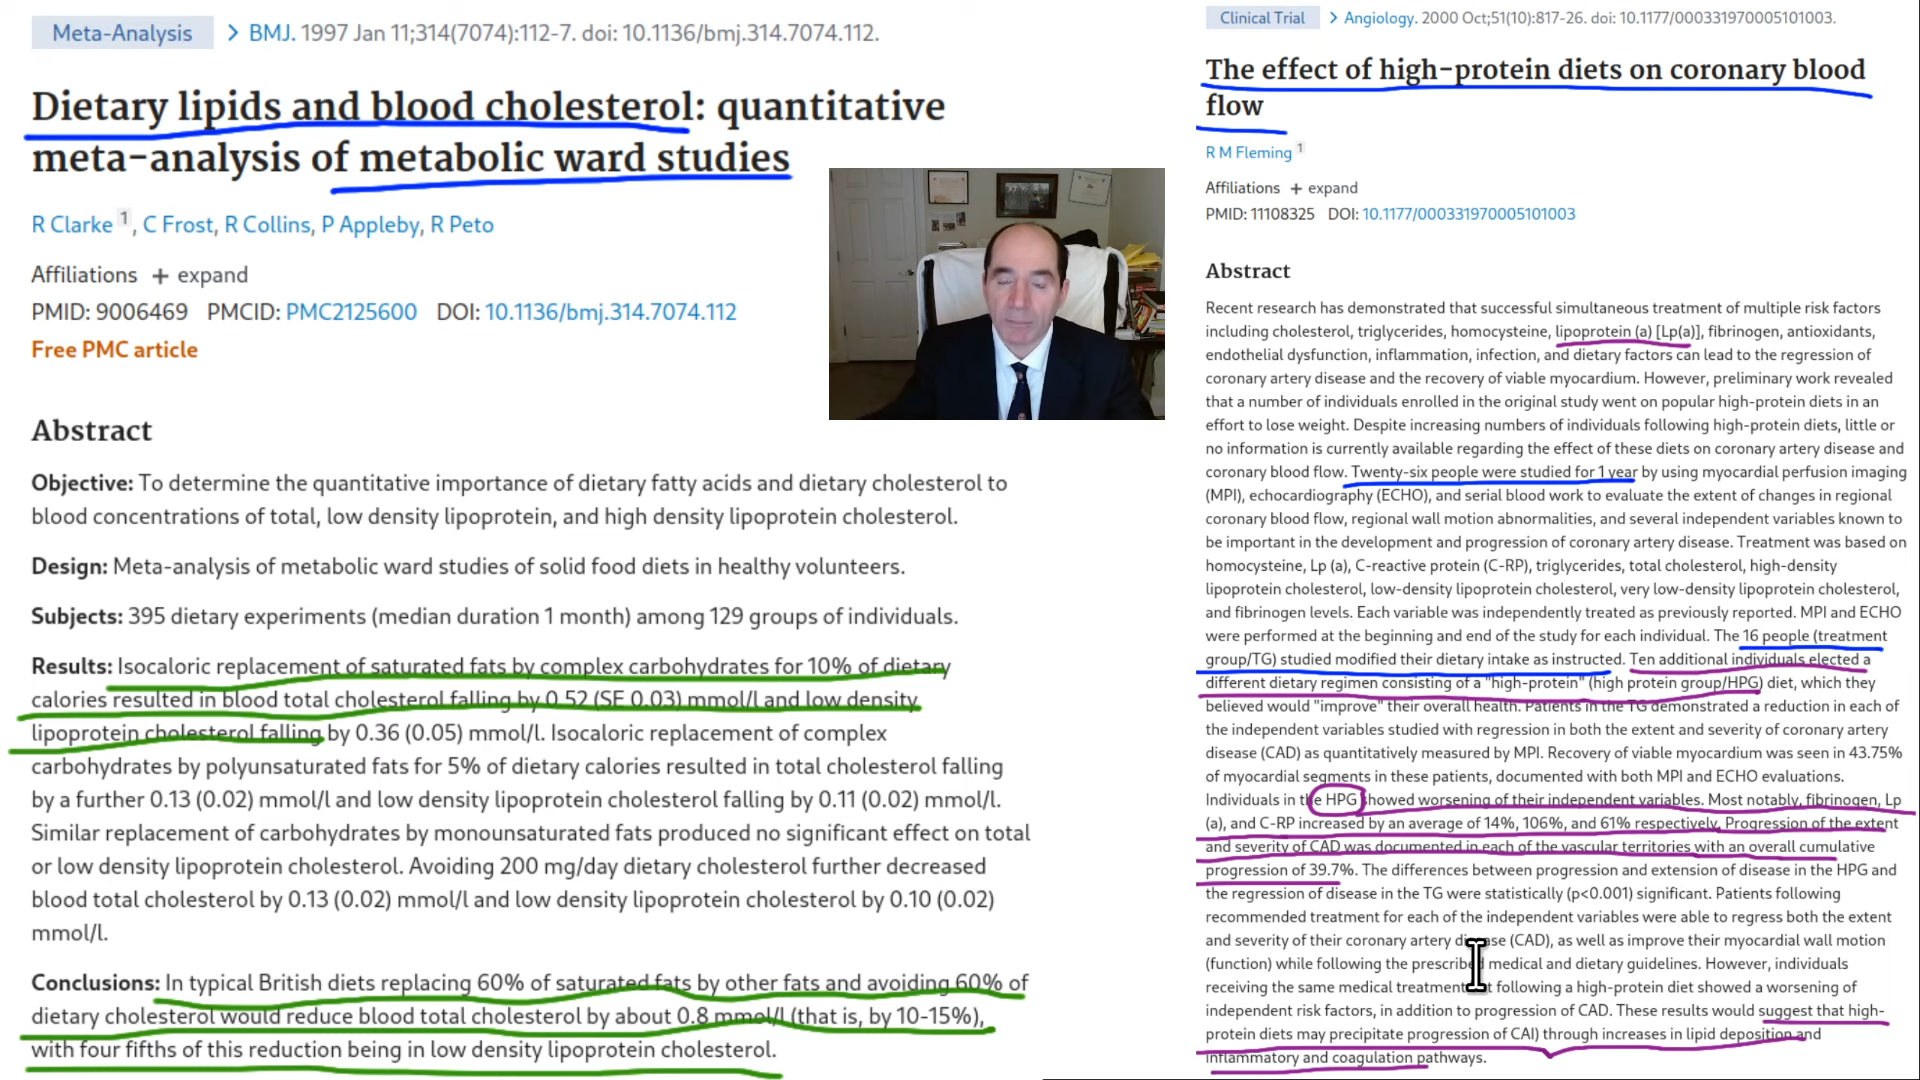 Meta-Analysis > BMJ. 1997 Jan 11;314(7074):112-7. doi: 10.1136/bmj.314.7074.112.
Dietary lipids and blood cholesterol: quantitative
meta-analysis of metabolic ward studies
R Clarke 1, C Frost, R Collins, P Appleby, R Peto
Affiliations + expand
PMID: 9006469 PMCID: PMC2125600 DOI: 10.1136/bmj.314.7074.112
Free PMC article
Abstract
Objective: To determine the quantitative importance of dietary fatty acids and dietary cholesterol to
blood concentrations of total, low density lipoprotein, and high density lipoprotein cholesterol.
Design: Meta-analysis of metabolic ward studies of solid food diets in healthy volunteers.
Subjects: 395 dietary experiments (median duration 1 month) among 129 groups of individuals.
Results: Isocaloric replacement of saturated fats by complex carbohydrates for 10% of dietary
calories resulted in blood total cholesterol falling by 0.52 (SE 0.03) mmol/l and low density
lipoprotein cholesterol falling by 0.36 (0.05) mmol/l. Isocaloric replacement of complex
carbohydrates by polyunsaturated fats for 5% of dietary calories resulted in total cholesterol falling
by a further 0.13 (0.02) mmol/l and low density lipoprotein cholesterol falling by 0.11 (0.02) mmol/l.
Similar replacement of carbohydrates by monounsaturated fats produced no significant effect on total
or low density lipoprotein cholesterol. Avoiding 200 mg/day dietary cholesterol further decreased
blood total cholesterol by 0.13 (0.02) mmol/l and low density lipoprotein cholesterol by 0.10 (0.02)
mmol/l.
Conclusions: In typical British diets replacing 60% of saturated fats by other fats and avoiding 60% of
dietary cholesterol would reduce blood total cholesterol by about 0.8 mmol/l (that is, by 10-15%),
with four fifths of this reduction being in low density lipoprotein cholesterol.
Clinical Trial > Angiology. 2000 Oct;51(10):817-26. doi: 10.1177/000331970005101003.
The effect of high-protein diets on coronary blood
flow
R M Fleming 1
Affiliations + expand
PMID: 11108325 DOI: 10.1177/000331970005101003
Abstract
Recent research has demonstrated that successful simultaneous treatment of multiple risk factors
including cholesterol, triglycerides, homocysteine, lipoprotein (a) [Lp(a)], fibrinogen, antioxidants,
endothelial dysfunction, inflammation, infection, and dietary factors can lead to the regression of
coronary artery disease and the recovery of viable myocardium. However, preliminary work revealed
that a number of individuals enrolled in the original study went on popular high-protein diets in an
effort to lose weight. Despite increasing numbers of individuals following high-protein diets, little or
no information is currently available regarding the effect of these diets on coronary artery disease and
coronary blood flow. Twenty-six people were studied for 1 year by using myocardial perfusion imaging
(MPI), echocardiography (ECHO), and serial blood work to evaluate the extent of changes in regional
coronary blood flow, regional wall motion abnormalities, and several independent variables known to
be important in the development and progression of coronary artery disease. Treatment was based on
homocysteine, Lp (a), C-reactive protein (C-RP), triglycerides, total cholesterol, high-density
lipoprotein cholesterol, low-density lipoprotein cholesterol, very low-density lipoprotein cholesterol,
and fibrinogen levels. Each variable was independently treated as previously reported. MPI and ECHO
were performed at the beginning and end of the study for each individual. The 16 people (treatment
group/TG) studied modified their dietary intake as instructed. Ten additional individuals elected a
different dietary regimen consisting of a "high-protein" (high protein group/HPG) diet, which they
believed would "improve" their overall health. Patients in the TG demonstrated a reduction in each of
the independent variables studied with regression in both the extent and severity of coronary artery
disease (CAD) as quantitatively measured by MPI. Recovery of viable myocardium was seen in 43.75%
of myocardial segments in these patients, documented with both MPI and ECHO evaluations.
Individuals in the HPG showed worsening of their independent variables. Most notably, fibrinogen, Lp
(a), and C-RP increased by an average of 14%, 106%, and 61% respectively. Progression of the extent
and severity of CAD was documented in each of the vascular territories with an overall cumulative
progression of 39.7%. The differences between progression and extension of disease in the HPG and
the regression of disease in the TG were statistically (p<0.001) significant. Patients following
recommended treatment for each of the independent variables were able to regress both the extent
and severity of their coronary artery disease (CAD), as well as improve their myocardial wall motion
(function) while following the prescribed medical and dietary guidelines. However, individuals
receiving the same medical treatment following a high-protein diet showed a worsening of
independent risk factors, in addition to progression of CAD. These results would suggest that high-
protein diets may precipitate progression of CAI) through increases in lipid deposition and
inflammatory and coagulation pathways.